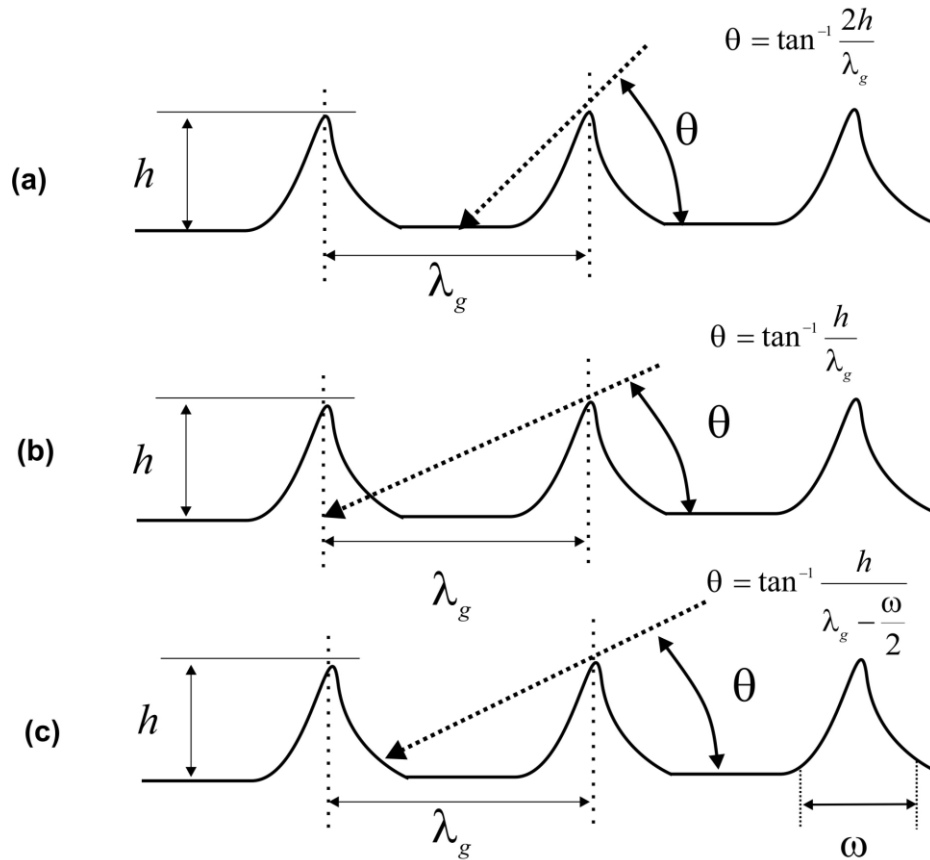 θ = tan⁻¹ 2h/λg
(a)
h
θ
λg
θ = tan⁻¹ h/λg
(b)
h
θ
λg
θ = tan⁻¹ h/(λg − ω/2)
(c)
h
θ
λg
ω